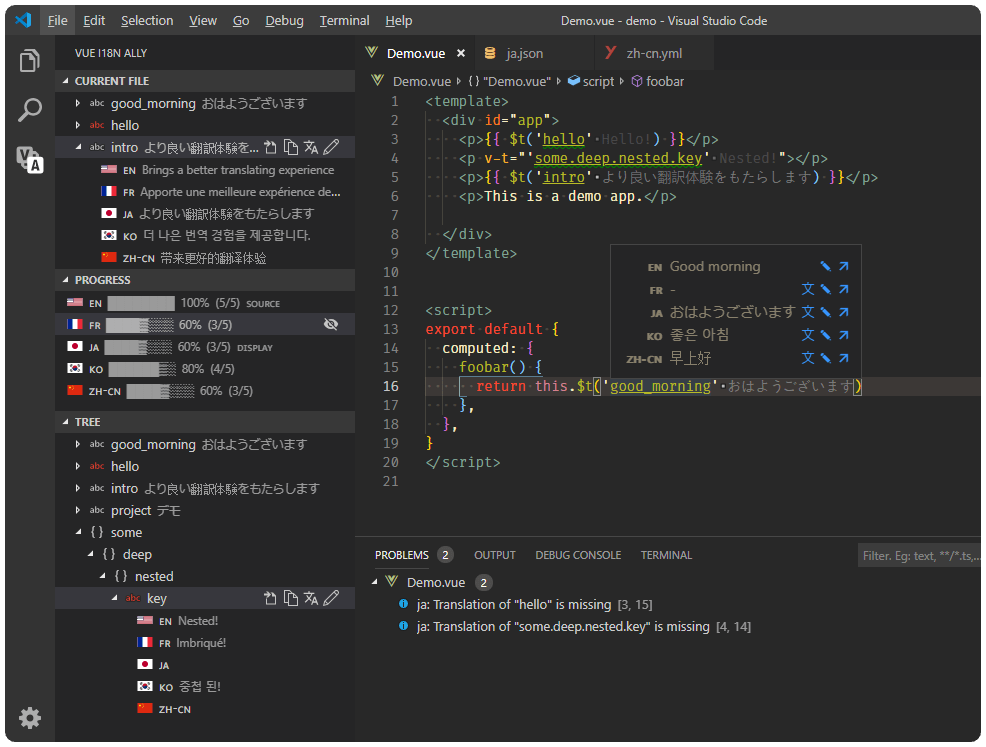 File Edit Selection View Go Debug Terminal Help Demo.vue - demo - Visual Studio Code
VUE I18N ALLY
CURRENT FILE
abc good_morning おはようございます
abc hello
abc intro より良い翻訳体験を...
EN Brings a better translating experience
FR Apporte une meilleure expérience de...
JA より良い翻訳体験をもたらします
KO 더 나은 번역 경험을 제공합니다.
ZH-CN 带来更好的翻译体验
PROGRESS
EN 100% (5/5) SOURCE
FR 60% (3/5)
JA 60% (3/5) DISPLAY
KO 80% (4/5)
ZH-CN 60% (3/5)
TREE
abc good_morning おはようございます
abc hello
abc intro より良い翻訳体験をもたらします
abc project デモ
{} some
{} deep
{} nested
abc key
EN Nested!
FR Imbriqué!
JA
KO 중첩 된!
ZH-CN
Demo.vue × ja.json zh-cn.yml
Demo.vue {} "Demo.vue" script foobar
1 <template>
2 <div id="app">
3 <p>{{ $t('hello' Hello!) }}</p>
4 <p v-t="'some.deep.nested.key' Nested!"></p>
5 <p>{{ $t('intro' より良い翻訳体験をもたらします) }}</p>
6 <p>This is a demo app.</p>
7
8 </div>
9 </template>
10
11
12 <script>
13 export default {
14 computed: {
15 foobar() {
16 return this.$t('good_morning' おはようございます)
17 },
18 },
19 }
20 </script>
21
EN Good morning
FR -
JA おはようございます
KO 좋은 아침
ZH-CN 早上好
PROBLEMS 2 OUTPUT DEBUG CONSOLE TERMINAL Filter. Eg: text, **/*.ts,...
Demo.vue 2
ja: Translation of "hello" is missing [3, 15]
ja: Translation of "some.deep.nested.key" is missing [4, 14]